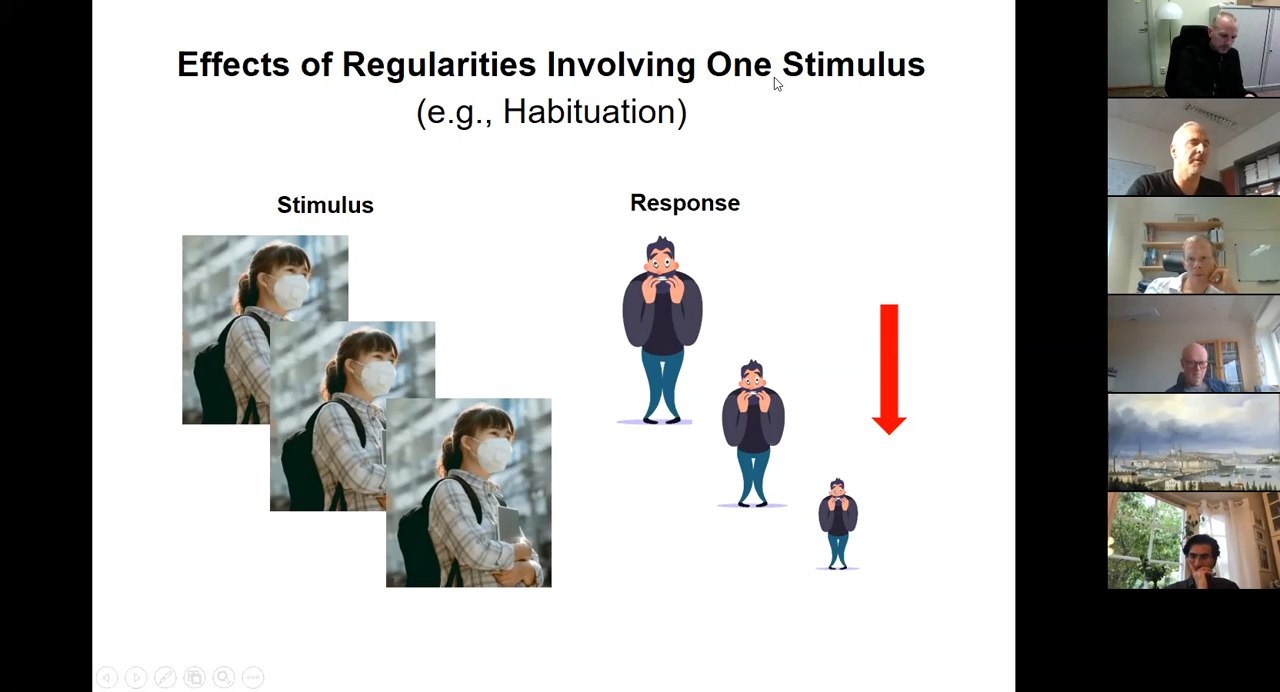 Effects of Regularities Involving One Stimulus
(e.g., Habituation)
Stimulus
Response